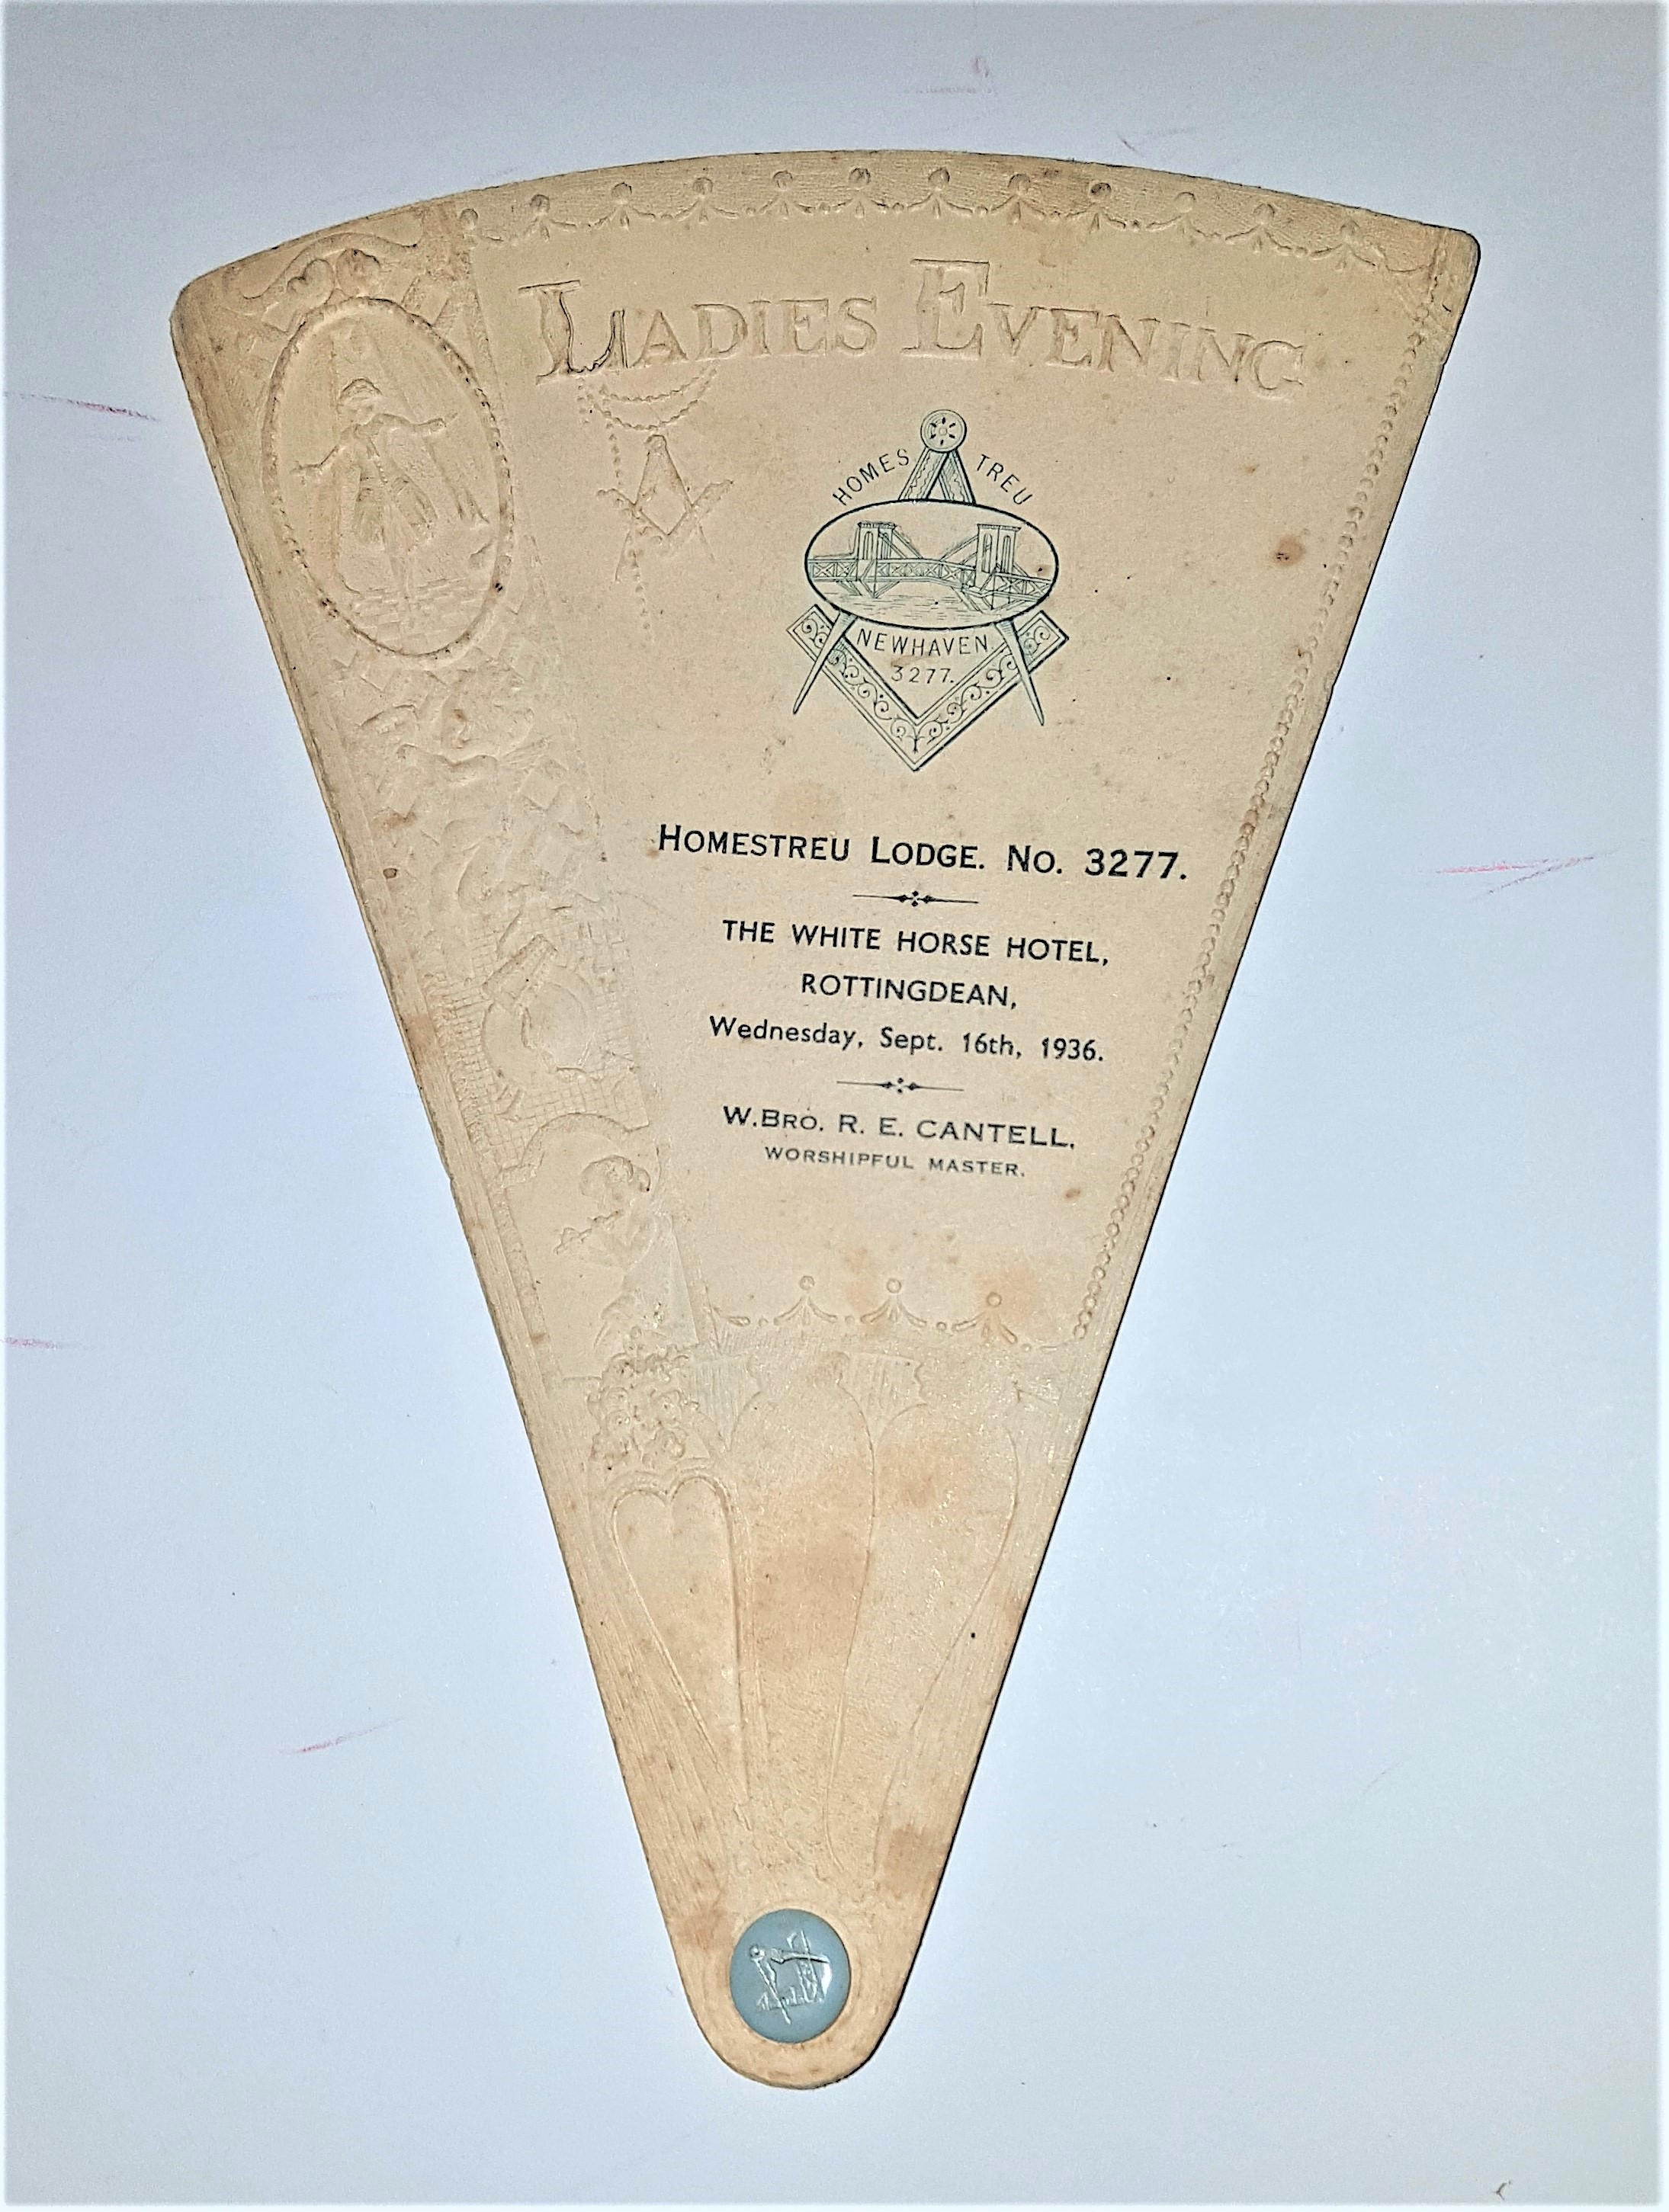 LADIES EVENING
HOMES TREU
NEWHAVEN
3277.
HOMESTREU LODGE. No. 3277.
THE WHITE HORSE HOTEL,
ROTTINGDEAN,
Wednesday, Sept. 16th, 1936.
W.BRO. R. E. CANTELL.
WORSHIPFUL MASTER.